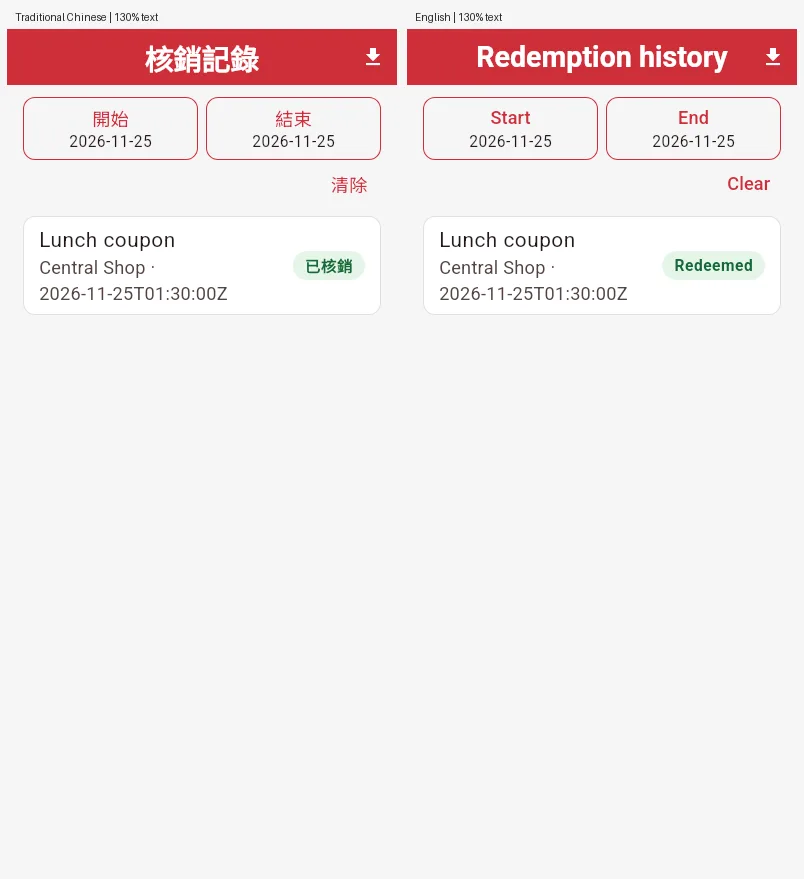 Traditional Chinese | 130% text
核銷記錄
開始
2026-11-25
結束
2026-11-25
清除
Lunch coupon
Central Shop ·
2026-11-25T01:30:00Z
已核銷
English | 130% text
Redemption history
Start
2026-11-25
End
2026-11-25
Clear
Lunch coupon
Central Shop ·
2026-11-25T01:30:00Z
Redeemed